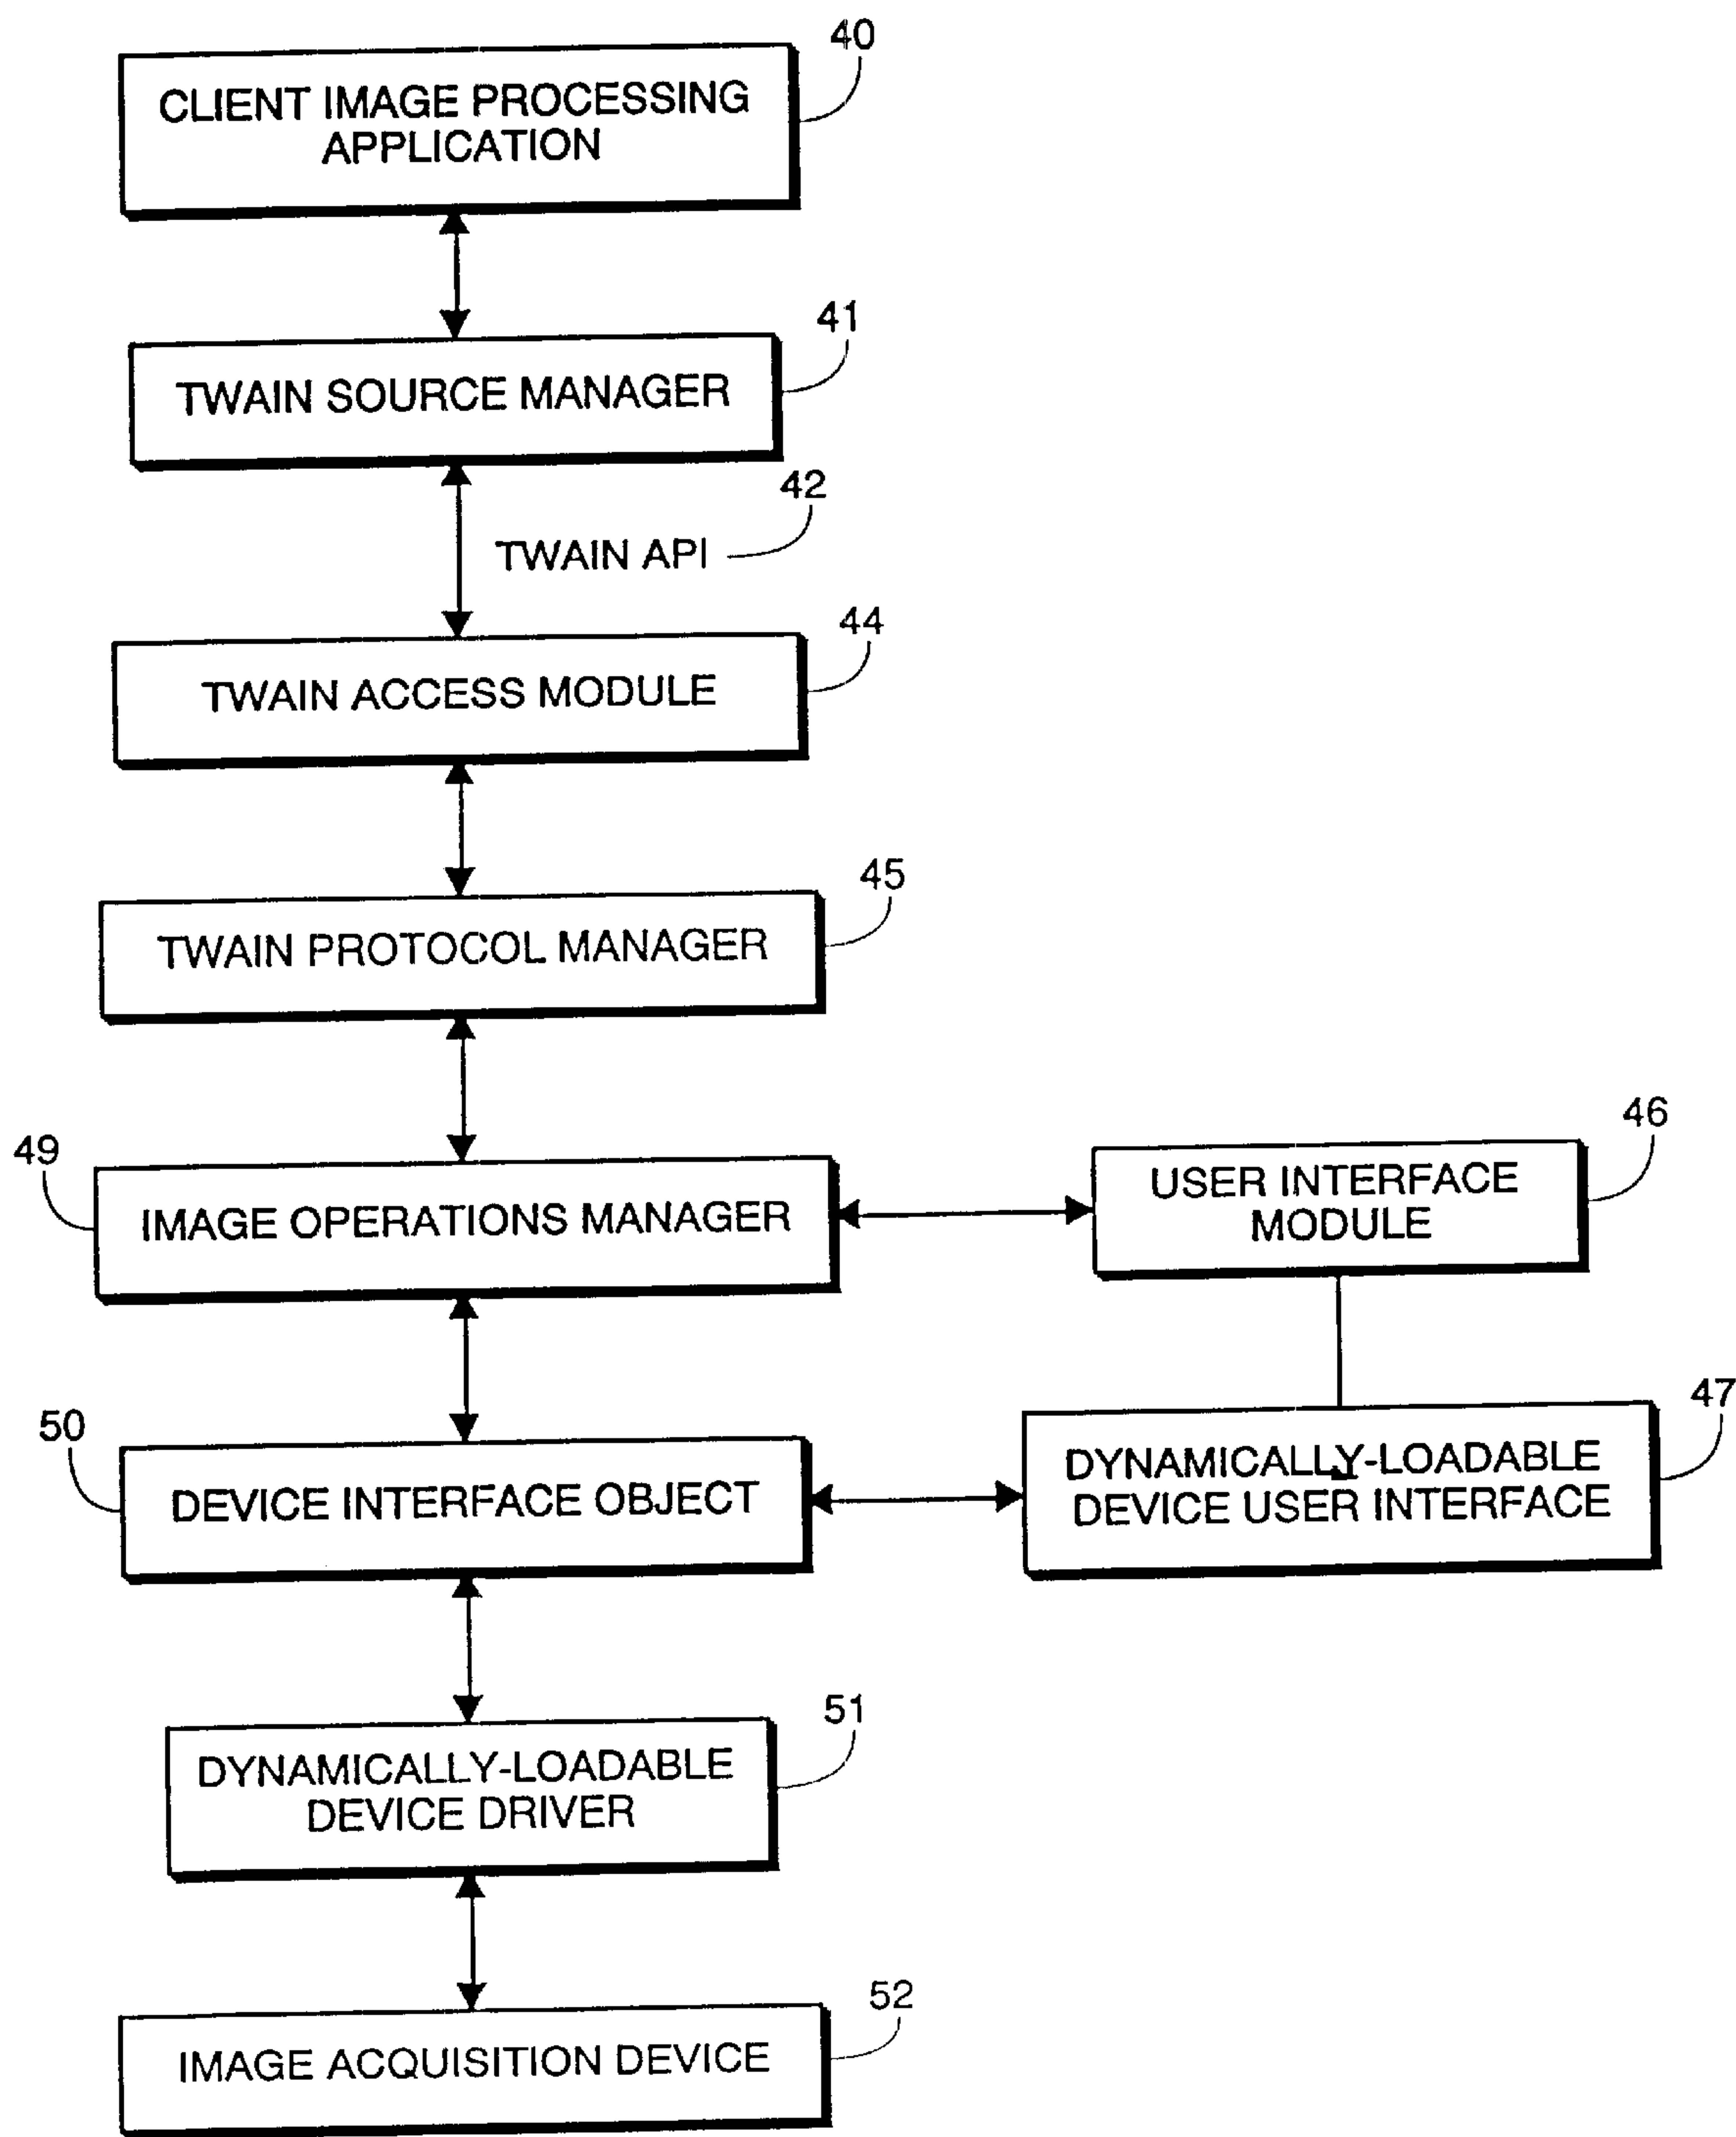 40
CLIENT IMAGE PROCESSING
APPLICATION
41
TWAIN SOURCE MANAGER
42
TWAIN API
44
TWAIN ACCESS MODULE
45
TWAIN PROTOCOL MANAGER
49
IMAGE OPERATIONS MANAGER
46
USER INTERFACE
MODULE
50
DEVICE INTERFACE OBJECT
47
DYNAMICALLY-LOADABLE
DEVICE USER INTERFACE
51
DYNAMICALLY-LOADABLE
DEVICE DRIVER
52
IMAGE ACQUISITION DEVICE